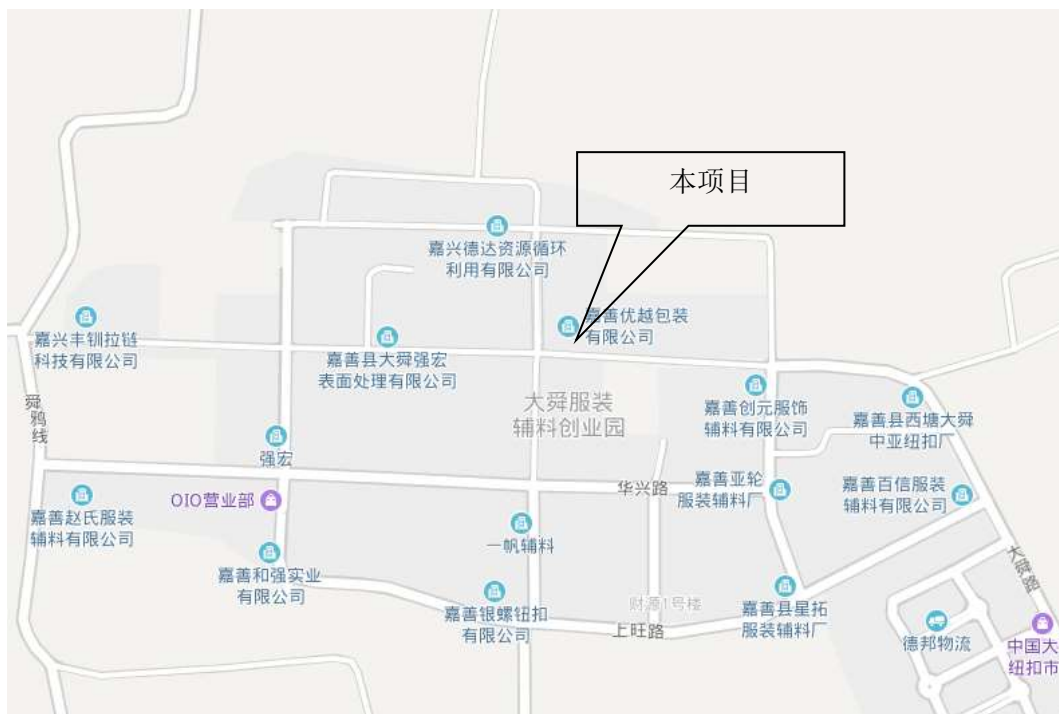 本项目
嘉兴德达资源循环
利用有限公司
嘉善优越包装
有限公司
嘉兴丰钏拉链
科技有限公司
嘉善县大舜强宏
表面处理有限公司
大舜服装
辅料创业园
嘉善创元服饰
辅料有限公司
嘉善县西塘大舜
中亚纽扣厂
舜鸦线
强宏
OIO营业部
华兴路
嘉善亚轮
服装辅料厂
嘉善百信服装
辅料有限公司
嘉善赵氏服装
辅料有限公司
一帆辅料
大舜路
嘉善和强实业
有限公司
嘉善银螺钮扣
有限公司
财源1号楼
上旺路
嘉善县星拓
服装辅料厂
德邦物流
中国大
纽扣市